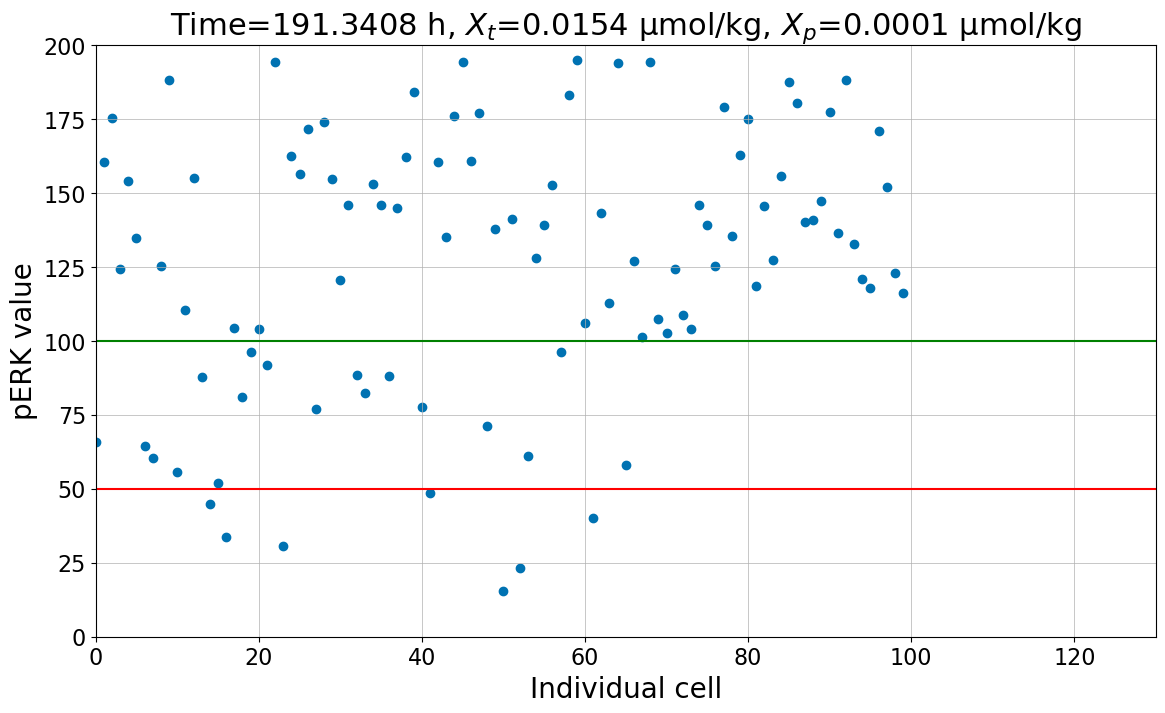 Time=191.3408 h, Xₜ=0.0154 µmol/kg, Xₚ=0.0001 µmol/kg
pERK value
200
175
150
125
100
75
50
25
0
0 20 40 60 80 100 120
Individual cell